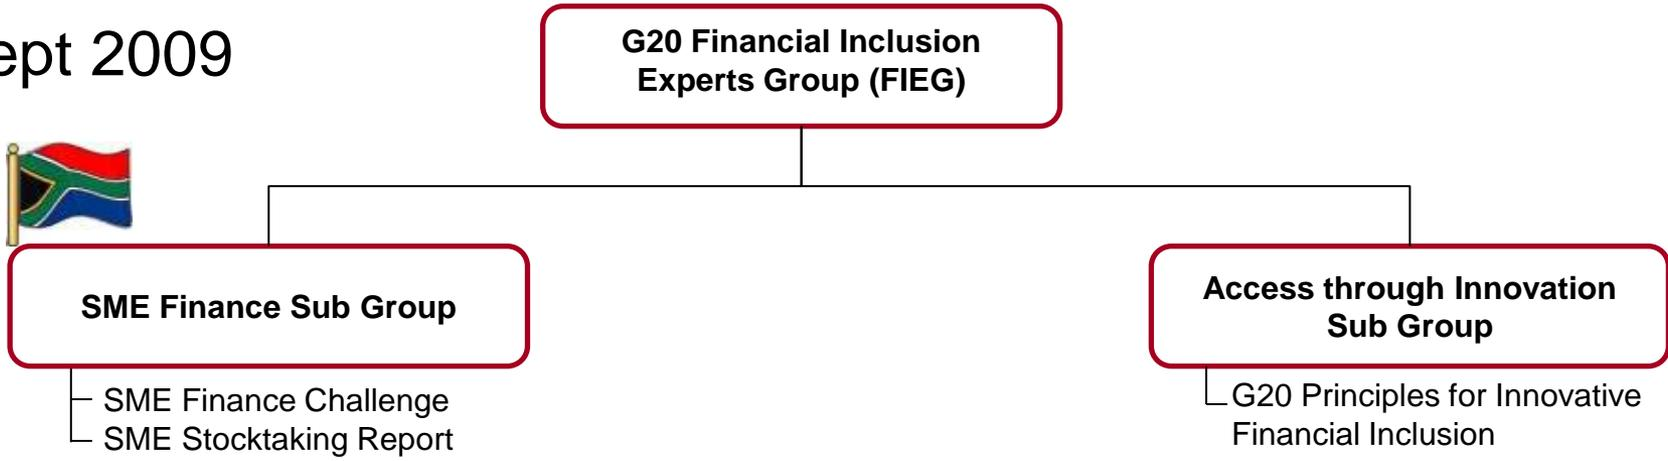 2009
G20 Financial Inclusion
Experts Group (FIEG)
SME Finance Sub Group
Access through Innovation
Sub Group
SME Finance Challenge
SME Stocktaking Report
G20 Principles for Innovative
Financial Inclusion